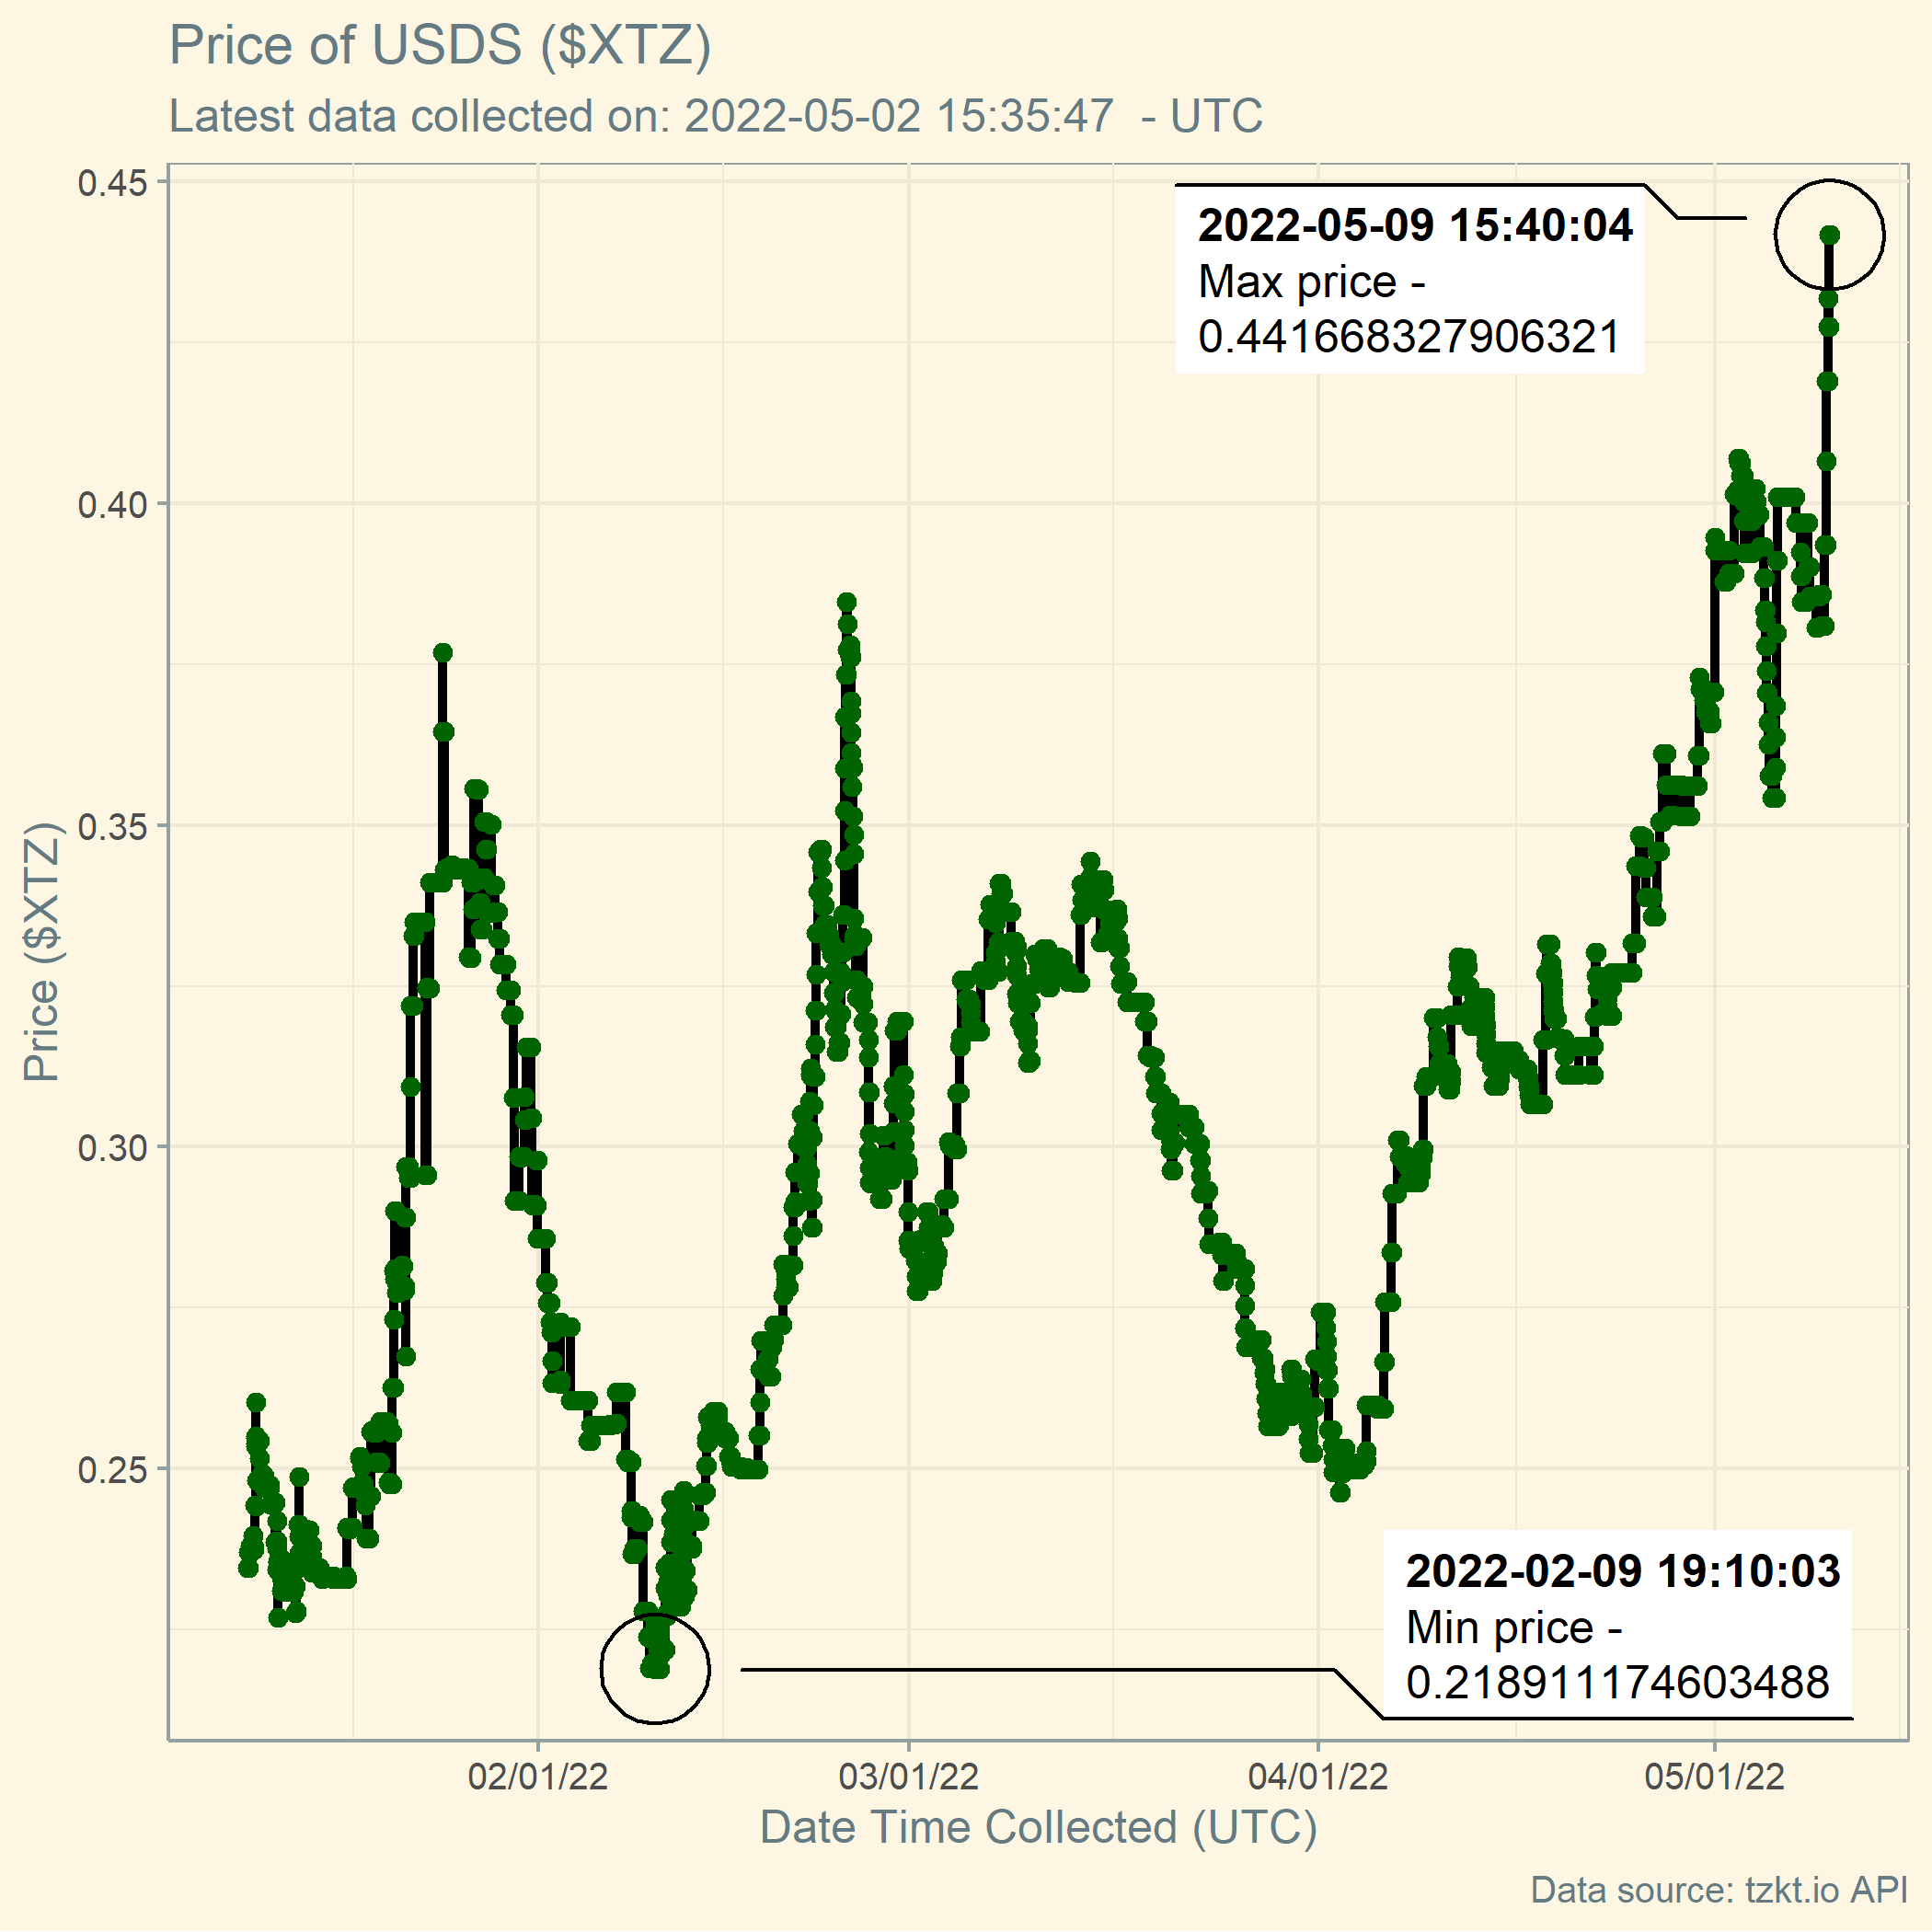 Price of USDS ($XTZ)
Latest data collected on: 2022-05-02 15:35:47  - UTC
0.45
0.40
0.35
0.30
0.25
Price ($XTZ)
2022-05-09 15:40:04
Max price -
0.441668327906321
2022-02-09 19:10:03
Min price -
0.218911174603488
02/01/22
03/01/22
04/01/22
05/01/22
Date Time Collected (UTC)
Data source: tzkt.io API